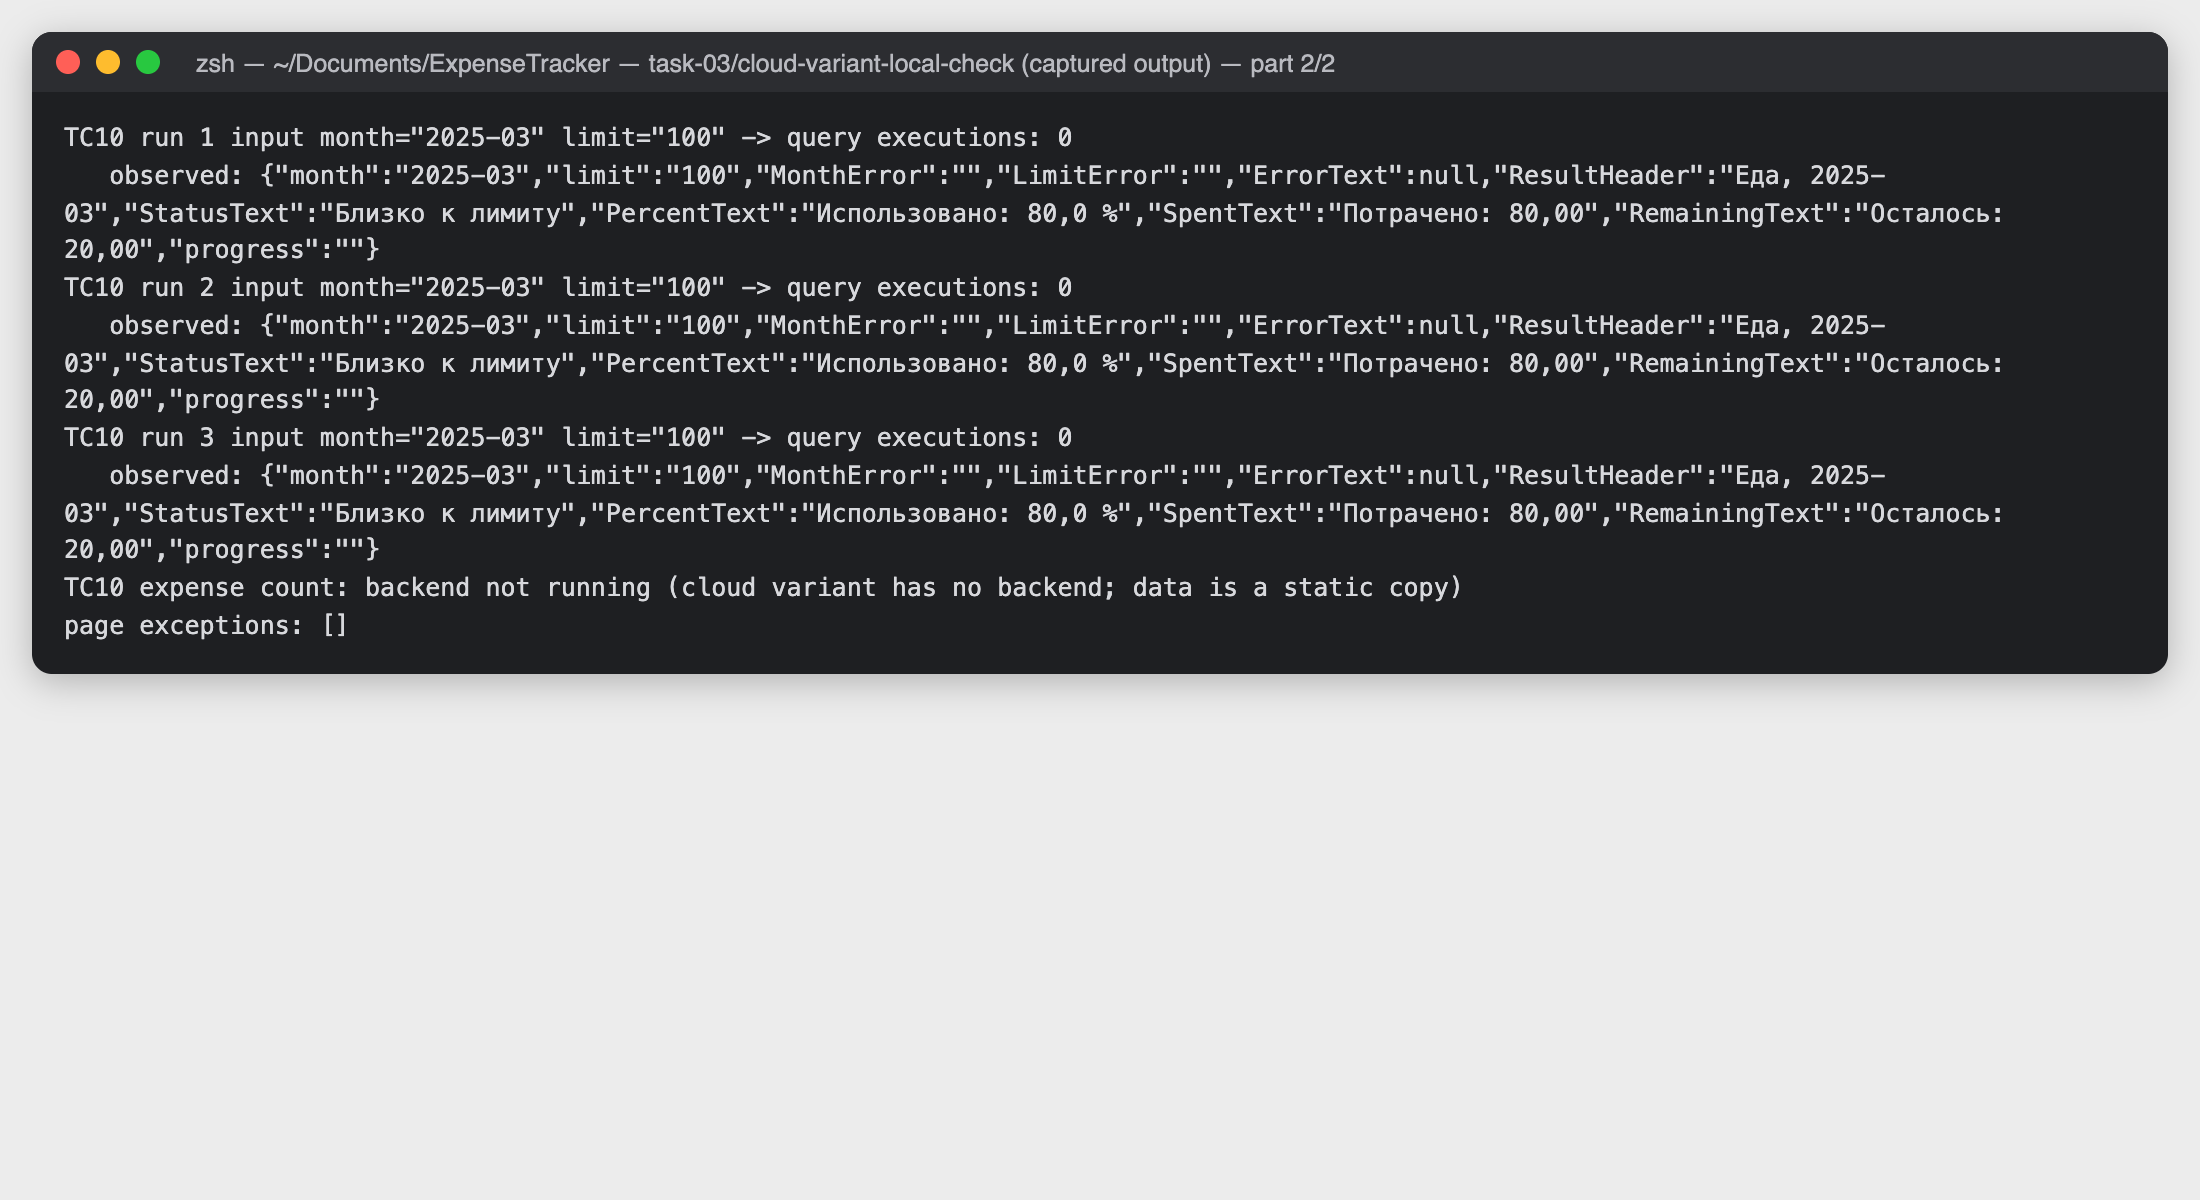 zsh — ~/Documents/ExpenseTracker — task-03/cloud-variant-local-check (captured output) — part 2/2
TC10 run 1 input month="2025-03" limit="100" -> query executions: 0
observed: {"month":"2025-03","limit":"100","MonthError":"","LimitError":"","ErrorText":null,"ResultHeader":"Еда, 2025-
03","StatusText":"Близко к лимиту","PercentText":"Использовано: 80,0 %","SpentText":"Потрачено: 80,00","RemainingText":"Осталось:
20,00","progress":""}
TC10 run 2 input month="2025-03" limit="100" -> query executions: 0
observed: {"month":"2025-03","limit":"100","MonthError":"","LimitError":"","ErrorText":null,"ResultHeader":"Еда, 2025-
03","StatusText":"Близко к лимиту","PercentText":"Использовано: 80,0 %","SpentText":"Потрачено: 80,00","RemainingText":"Осталось:
20,00","progress":""}
TC10 run 3 input month="2025-03" limit="100" -> query executions: 0
observed: {"month":"2025-03","limit":"100","MonthError":"","LimitError":"","ErrorText":null,"ResultHeader":"Еда, 2025-
03","StatusText":"Близко к лимиту","PercentText":"Использовано: 80,0 %","SpentText":"Потрачено: 80,00","RemainingText":"Осталось:
20,00","progress":""}
TC10 expense count: backend not running (cloud variant has no backend; data is a static copy)
page exceptions: []